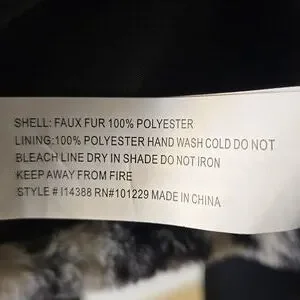 SHELL: FAUX FUR 100% POLYESTER
LINING:100% POLYESTER HAND WASH COLD DO NOT
BLEACH LINE DRY IN SHADE DO NOT IRON
KEEP AWAY FROM FIRE
STYLE # I14388 RN#101229 MADE IN CHINA